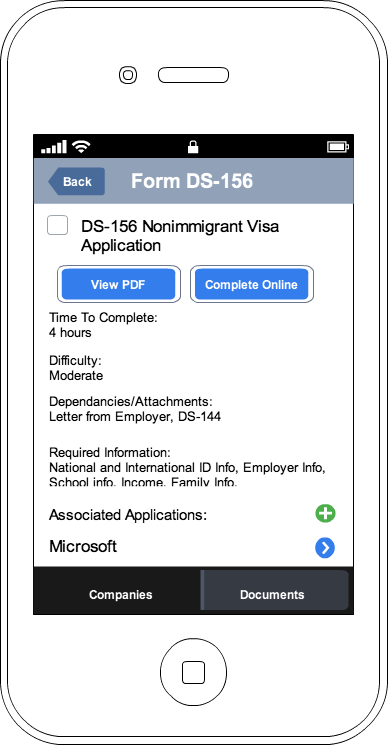 Back
Form DS-156
DS-156 Nonimmigrant Visa
Application
View PDF
Complete Online
Time To Complete:
4 hours
Difficulty:
Moderate
Dependancies/Attachments:
Letter from Employer, DS-144
Required Information:
National and International ID Info, Employer Info,
School info, Income, Family Info,
Associated Applications:
Microsoft
Companies
Documents